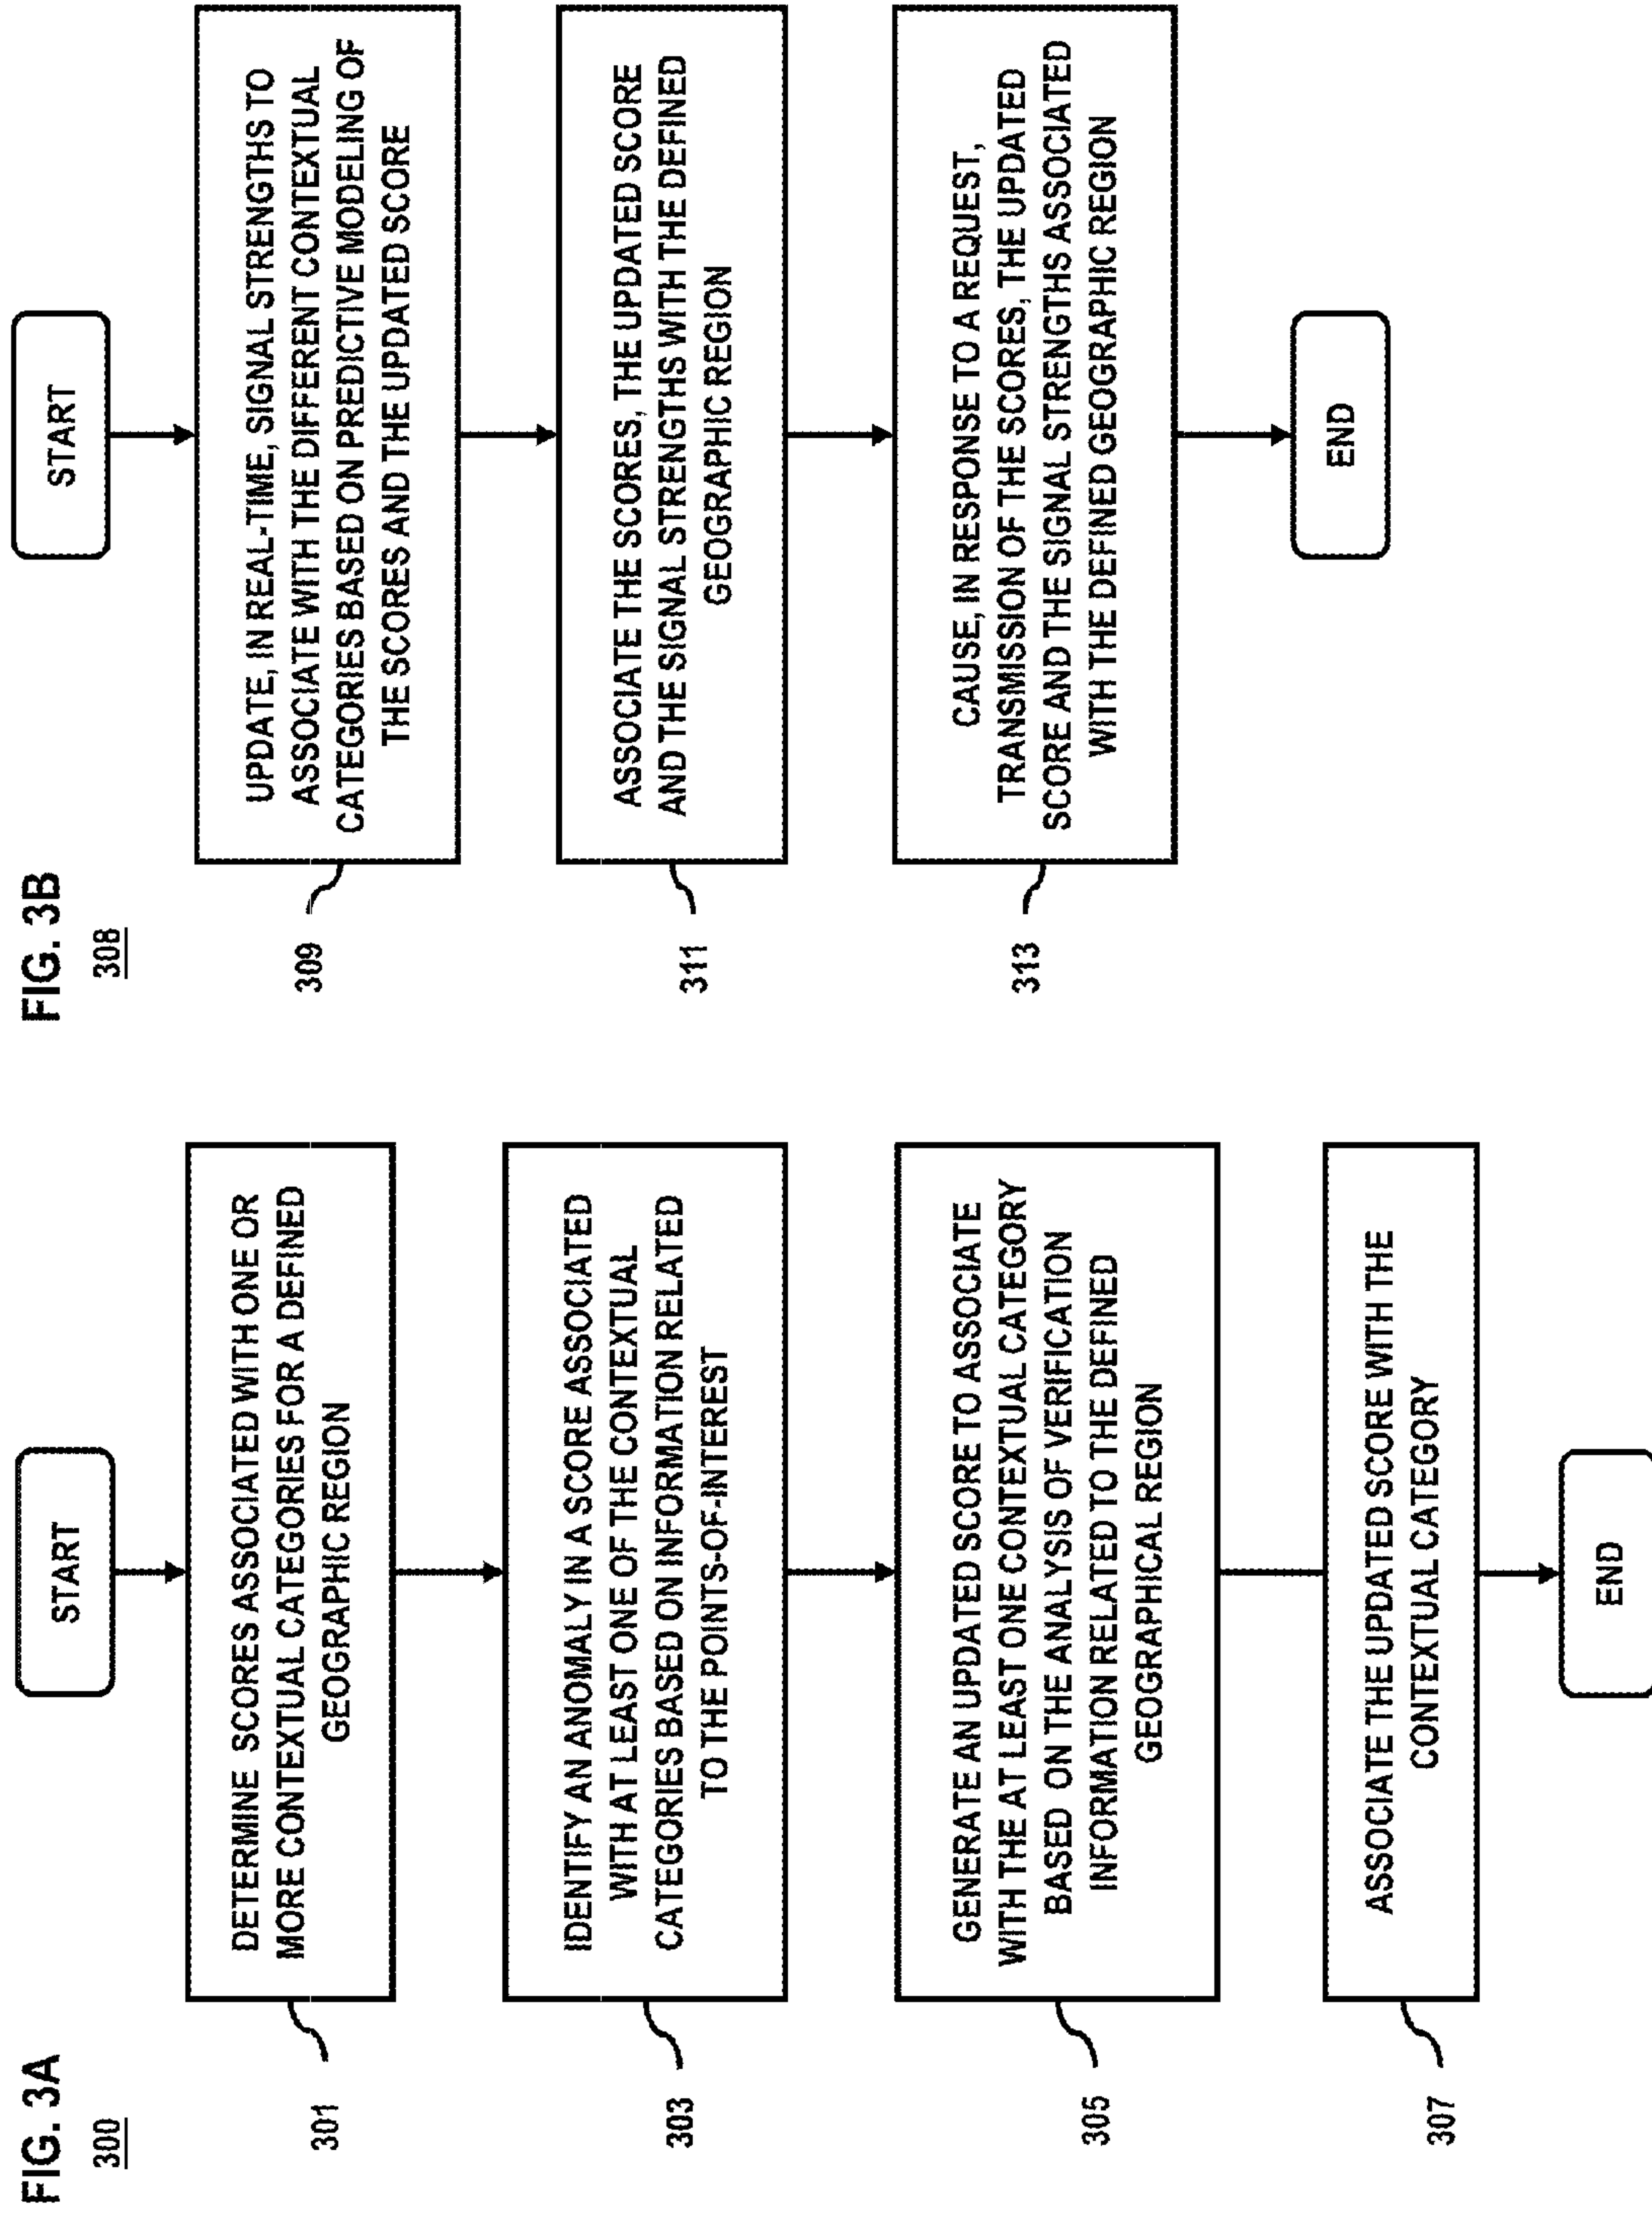 FIG. 3A
300
START
DETERMINE SCORES ASSOCIATED WITH ONE OR
MORE CONTEXTUAL CATEGORIES FOR A DEFINED
GEOGRAPHIC REGION
301
IDENTIFY AN ANOMALY IN A SCORE ASSOCIATED
WITH AT LEAST ONE OF THE CONTEXTUAL
CATEGORIES BASED ON INFORMATION RELATED
TO THE POINTS-OF-INTEREST
303
GENERATE AN UPDATED SCORE TO ASSOCIATE
WITH THE AT LEAST ONE CONTEXTUAL CATEGORY
BASED ON THE ANALYSIS OF VERIFICATION
INFORMATION RELATED TO THE DEFINED
GEOGRAPHICAL REGION
305
ASSOCIATE THE UPDATED SCORE WITH THE
CONTEXTUAL CATEGORY
307
END
FIG. 3B
308
START
UPDATE, IN REAL-TIME, SIGNAL STRENGTHS TO
ASSOCIATE WITH THE DIFFERENT CONTEXTUAL
CATEGORIES BASED ON PREDICTIVE MODELING OF
THE SCORES AND THE UPDATED SCORE
309
ASSOCIATE THE SCORES, THE UPDATED SCORE
AND THE SIGNAL STRENGTHS WITH THE DEFINED
GEOGRAPHIC REGION
311
CAUSE, IN RESPONSE TO A REQUEST,
TRANSMISSION OF THE SCORES, THE UPDATED
SCORE AND THE SIGNAL STRENGTHS ASSOCIATED
WITH THE DEFINED GEOGRAPHIC REGION
313
END